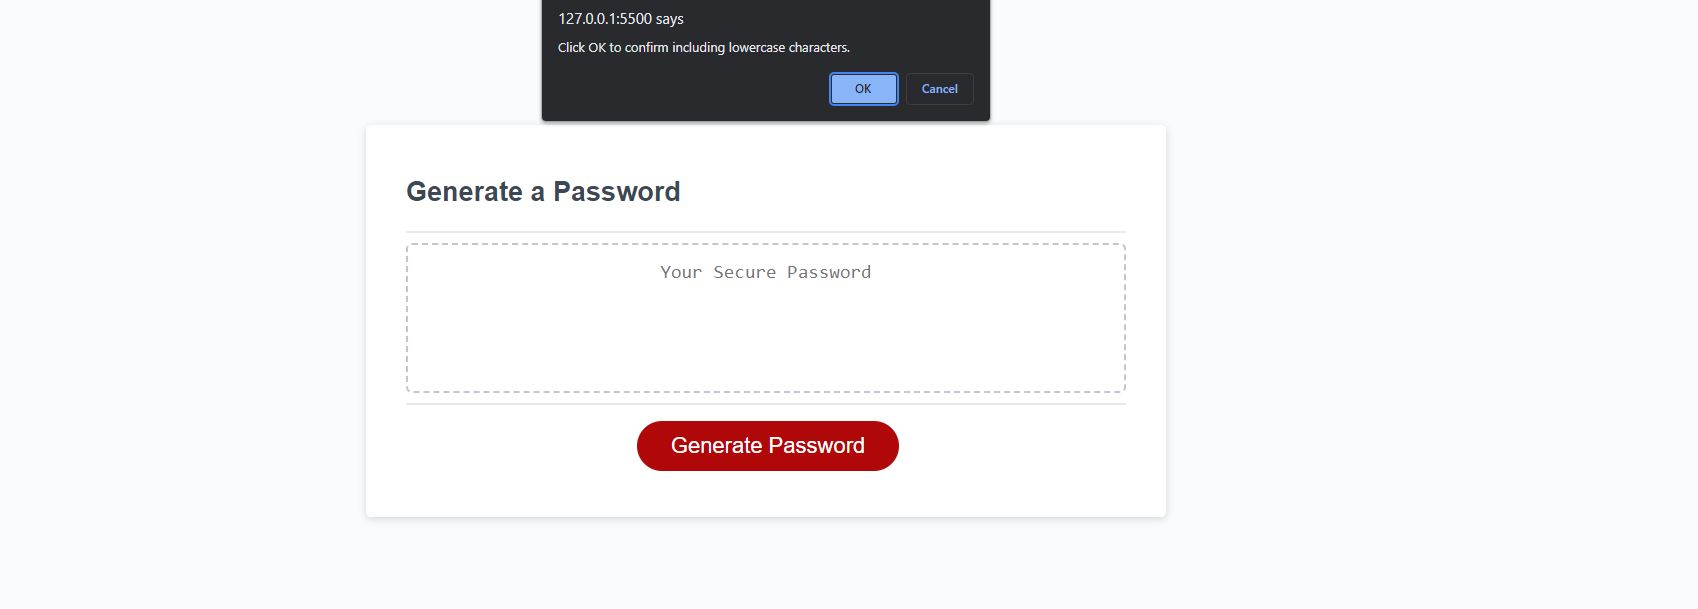 127.0.0.1:5500 says
Click OK to confirm including lowercase characters.
OK Cancel
Generate a Password
Your Secure Password
Generate Password